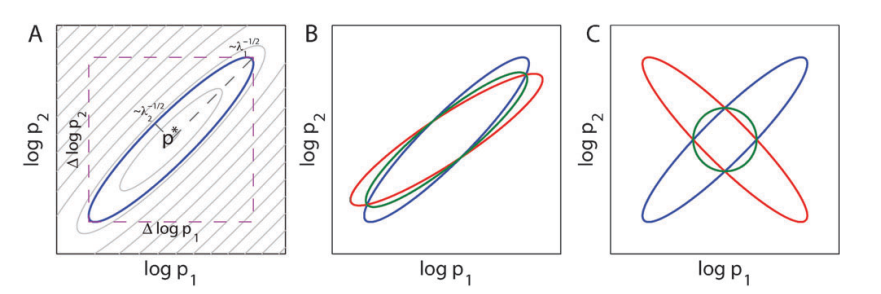 A
B
C
~λ₁⁻¹/²
~λ₂⁻¹/²
p*
Δ log p₂
Δ log p₁
log p₂
log p₁
log p₂
log p₁
log p₂
log p₁